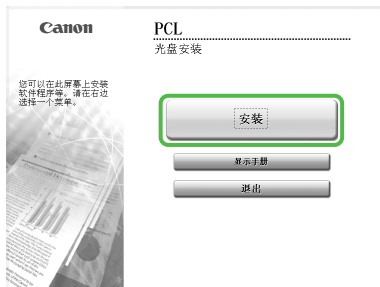 Canon
PCL
光盘安装
您可以在此屏幕上安装
软件程序等。请在右边
选择一个菜单。
安装
显示手册
退出